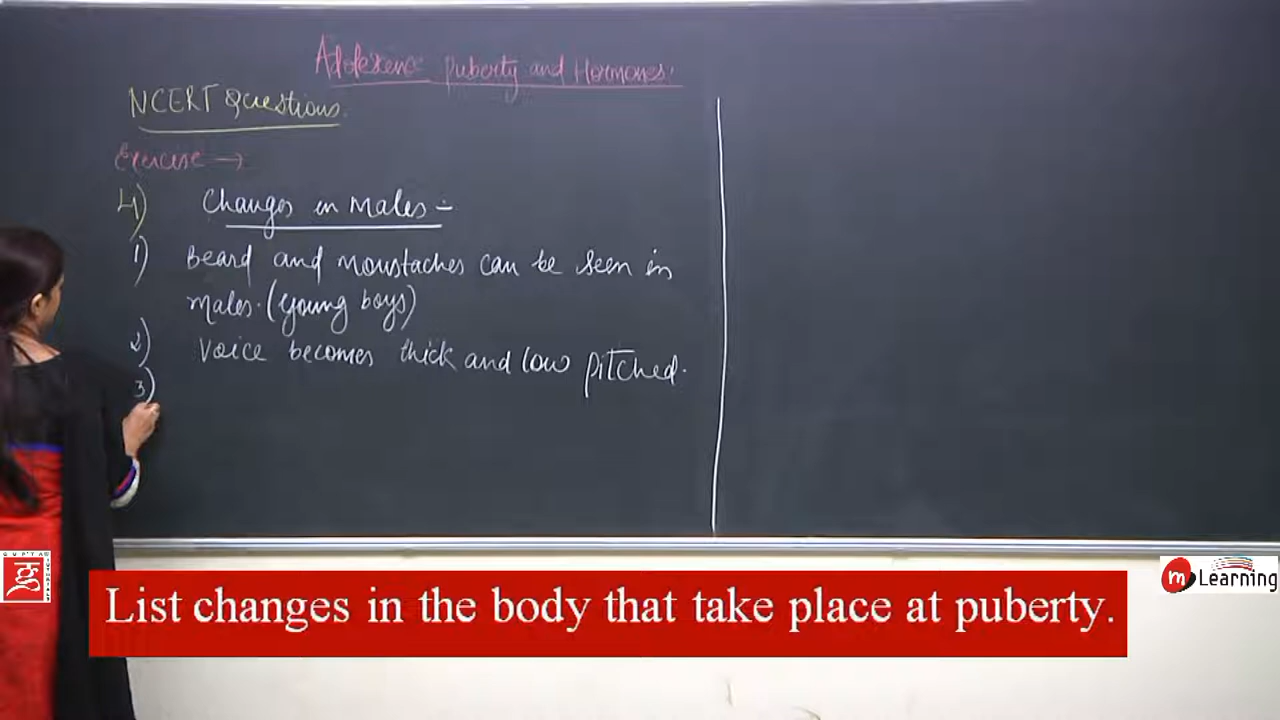 Adolescence puberty and Hormones.
NCERT Questions.
Exercise →
4) Changes in Males :-
1) Beard and Moustaches can be seen in
Males. (young boys)
2) Voice becomes thick and low pitched.
3)
List changes in the body that take place at puberty.
GUPTA
m Learning